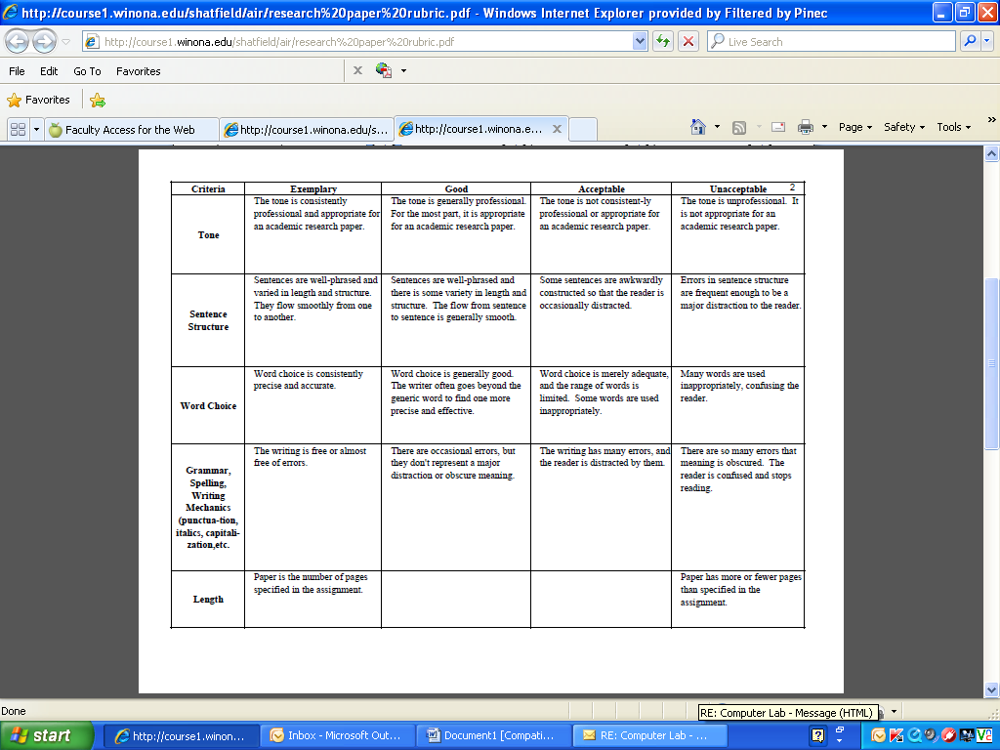 http://course1.winona.edu/shatfield/air/research%20paper%20rubric.pdf - Windows Internet Explorer provided by Filtered by Pinec
http://course1.winona.edu/shatfield/air/research%20paper%20rubric.pdf
Live Search
File Edit Go To Favorites
X
Favorites
Faculty Access for the Web
http://course1.winona.edu/s...
http://course1.winona.e...
X
Page
Safety
Tools
»
2
Criteria Exemplary Good Acceptable Unacceptable
Tone
The tone is consistently
professional and appropriate for
an academic research paper.
The tone is generally professional.
For the most part, it is appropriate
for an academic research paper.
The tone is not consistent-ly
professional or appropriate for
an academic research paper.
The tone is unprofessional. It
is not appropriate for an
academic research paper.
Sentence
Structure
Sentences are well-phrased and
varied in length and structure.
They flow smoothly from one
to another.
Sentences are well-phrased and
there is some variety in length and
structure. The flow from sentence
to sentence is generally smooth.
Some sentences are awkwardly
constructed so that the reader is
occasionally distracted.
Errors in sentence structure
are frequent enough to be a
major distraction to the reader.
Word Choice
Word choice is consistently
precise and accurate.
Word choice is generally good.
The writer often goes beyond the
generic word to find one more
precise and effective.
Word choice is merely adequate,
and the range of words is
limited. Some words are used
inappropriately.
Many words are used
inappropriately, confusing the
reader.
Grammar,
Spelling,
Writing
Mechanics
(punctua-tion,
italics, capitali-
zation,etc.
The writing is free or almost
free of errors.
There are occasional errors, but
they don't represent a major
distraction or obscure meaning.
The writing has many errors, and
the reader is distracted by them.
There are so many errors that
meaning is obscured. The
reader is confused and stops
reading.
Length
Paper is the number of pages
specified in the assignment.
Paper has more or fewer pages
than specified in the
assignment.
Done
RE: Computer Lab - Message (HTML)
start
http://course1.winon...
Inbox - Microsoft Out...
Document1 [Compati...
RE: Computer Lab - ...